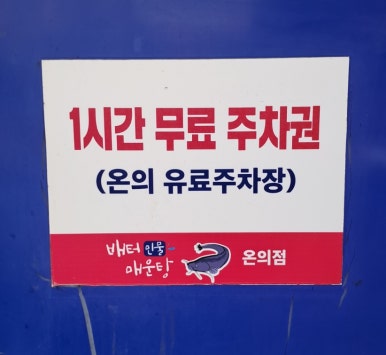 1시간 무료 주차권
(온의 유료주차장)
배터 민물
매운탕
온의점